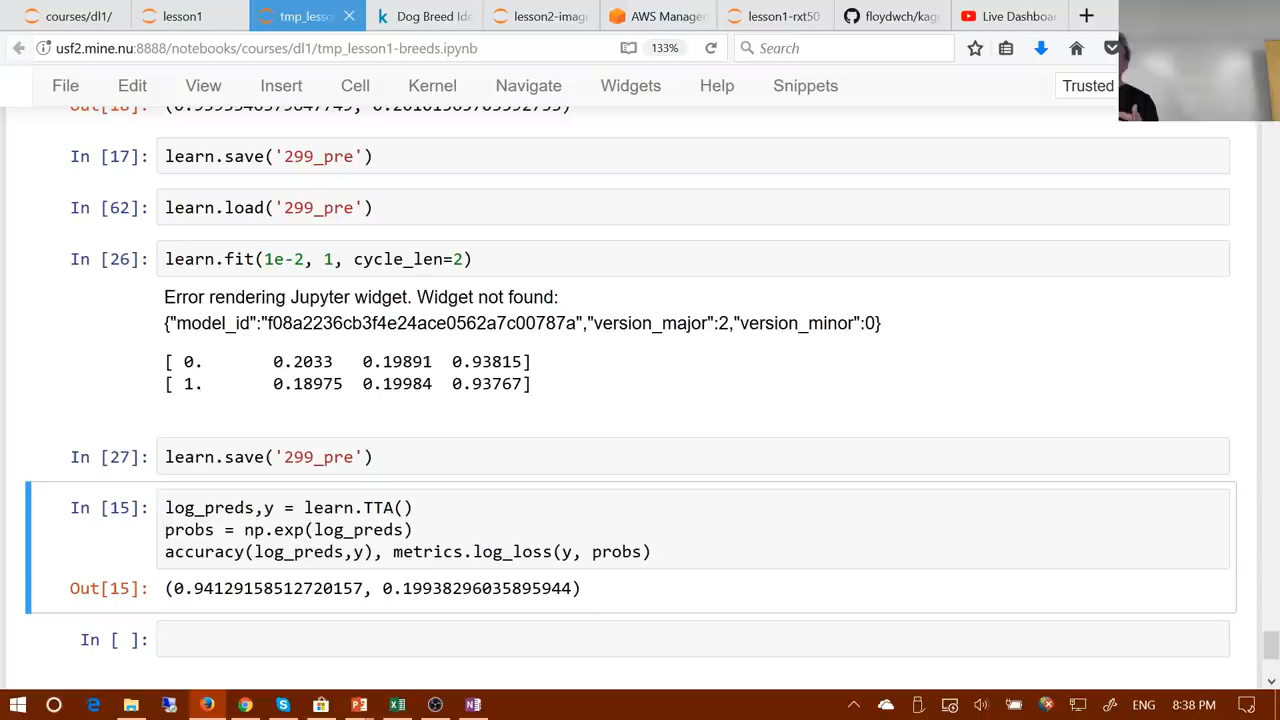 courses/dl1/
lesson1
tmp_lesso
Dog Breed Ide
lesson2-imag
AWS Manage
lesson1-rxt50
floydwch/kag
Live Dashboa
usf2.mine.nu:8888/notebooks/courses/dl1/tmp_lesson1-breeds.ipynb
133%
Search
File Edit View Insert Cell Kernel Navigate Widgets Help Snippets Trusted
In [17]: learn.save('299_pre')
In [62]: learn.load('299_pre')
In [26]: learn.fit(1e-2, 1, cycle_len=2)
Error rendering Jupyter widget. Widget not found:
{"model_id":"f08a2236cb3f4e24ace0562a7c00787a","version_major":2,"version_minor":0}
[ 0. 0.2033 0.19891 0.93815]
[ 1. 0.18975 0.19984 0.93767]
In [27]: learn.save('299_pre')
In [15]: log_preds,y = learn.TTA()
probs = np.exp(log_preds)
accuracy(log_preds,y), metrics.log_loss(y, probs)
Out[15]: (0.94129158512720157, 0.19938296035895944)
In [ ]:
ENG 8:38 PM